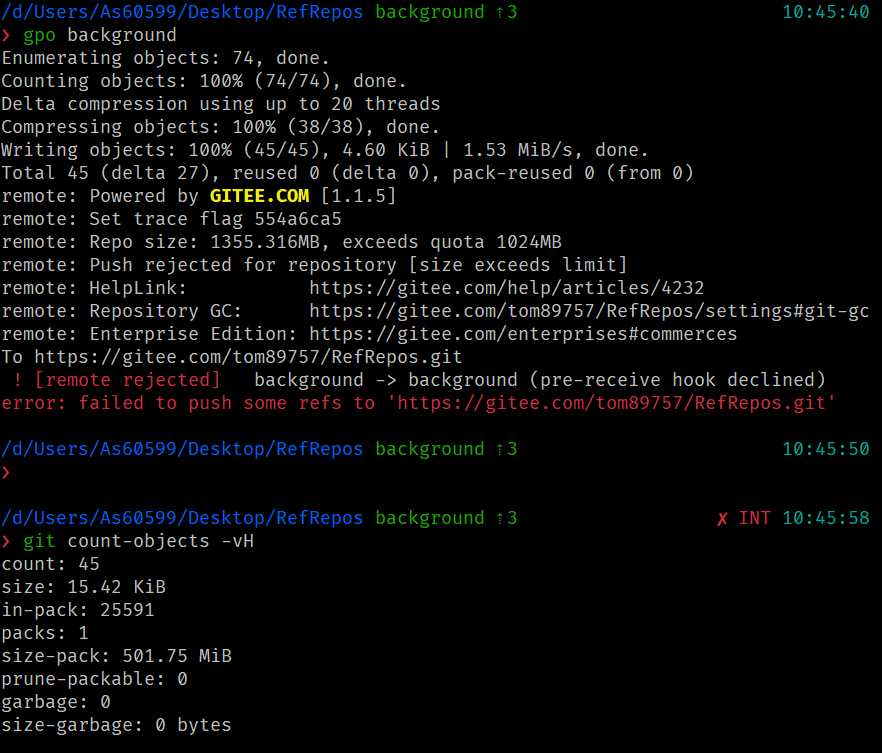 /d/Users/As60599/Desktop/RefRepos background ⇡3 10:45:40
❯ gpo background
Enumerating objects: 74, done.
Counting objects: 100% (74/74), done.
Delta compression using up to 20 threads
Compressing objects: 100% (38/38), done.
Writing objects: 100% (45/45), 4.60 KiB | 1.53 MiB/s, done.
Total 45 (delta 27), reused 0 (delta 0), pack-reused 0 (from 0)
remote: Powered by GITEE.COM [1.1.5]
remote: Set trace flag 554a6ca5
remote: Repo size: 1355.316MB, exceeds quota 1024MB
remote: Push rejected for repository [size exceeds limit]
remote: HelpLink: https://gitee.com/help/articles/4232
remote: Repository GC: https://gitee.com/tom89757/RefRepos/settings#git-gc
remote: Enterprise Edition: https://gitee.com/enterprises#commerces
To https://gitee.com/tom89757/RefRepos.git
! [remote rejected] background -> background (pre-receive hook declined)
error: failed to push some refs to 'https://gitee.com/tom89757/RefRepos.git'
/d/Users/As60599/Desktop/RefRepos background ⇡3 10:45:50
❯
/d/Users/As60599/Desktop/RefRepos background ⇡3 ✗ INT 10:45:58
❯ git count-objects -vH
count: 45
size: 15.42 KiB
in-pack: 25591
packs: 1
size-pack: 501.75 MiB
prune-packable: 0
garbage: 0
size-garbage: 0 bytes